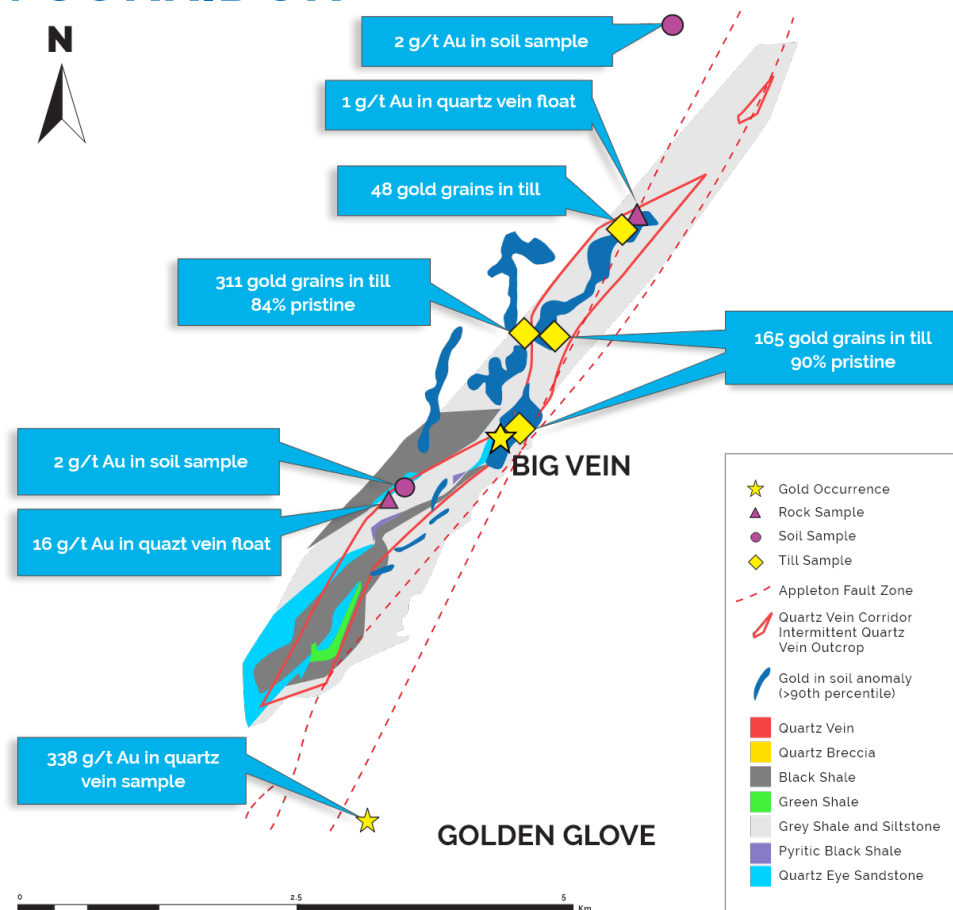 N
2 g/t Au in soil sample
1 g/t Au in quartz vein float
48 gold grains in till
311 gold grains in till
84% pristine
165 gold grains in till
90% pristine
2 g/t Au in soil sample
BIG VEIN
16 g/t Au in quazt vein float
338 g/t Au in quartz
vein sample
GOLDEN GLOVE
Gold Occurrence
Rock Sample
Soil Sample
Till Sample
Appleton Fault Zone
Quartz Vein Corridor
Intermittent Quartz
Vein Outcrop
Gold in soil anomaly
(>90th percentile)
Quartz Vein
Quartz Breccia
Black Shale
Green Shale
Grey Shale and Siltstone
Pyritic Black Shale
Quartz Eye Sandstone
0
2.5
5
Km